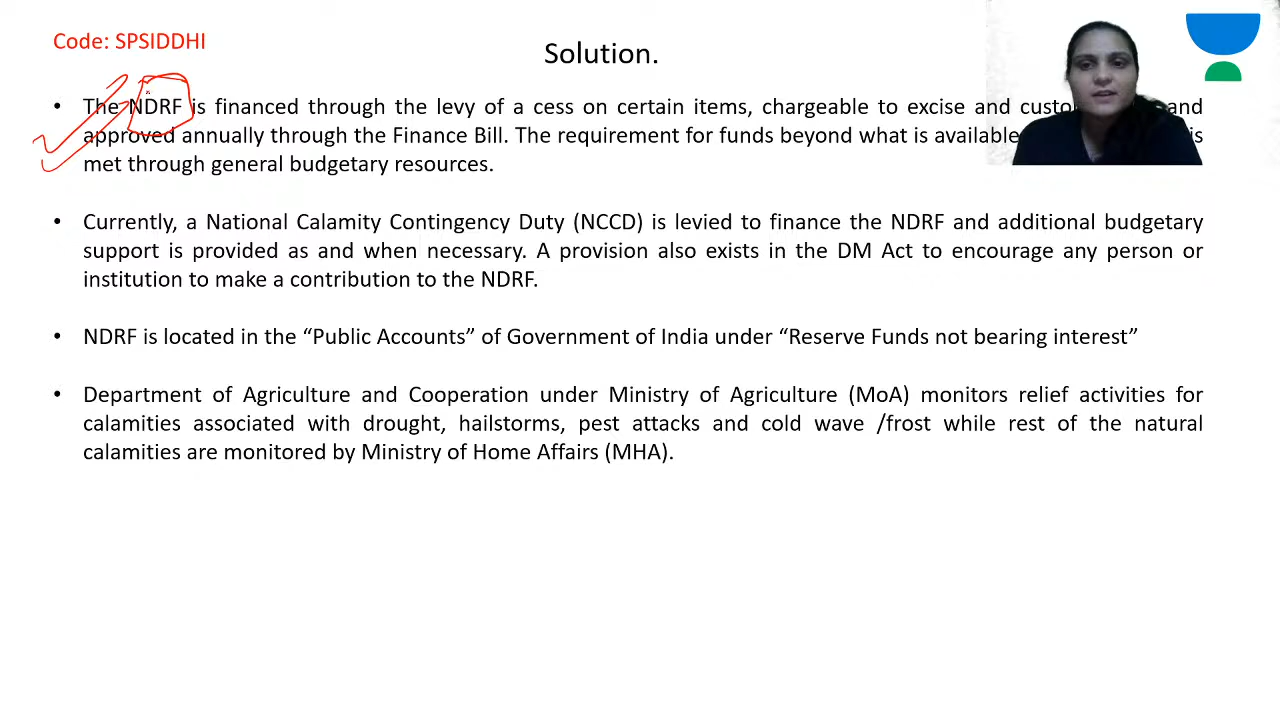 Code: SPSIDDHI
Solution.
• The NDRF is financed through the levy of a cess on certain items, chargeable to excise and and
approved annually through the Finance Bill. The requirement for funds beyond what is available is
met through general budgetary resources.
• Currently, a National Calamity Contingency Duty (NCCD) is levied to finance the NDRF and additional budgetary
support is provided as and when necessary. A provision also exists in the DM Act to encourage any person or
institution to make a contribution to the NDRF.
• NDRF is located in the “Public Accounts” of Government of India under “Reserve Funds not bearing interest”
• Department of Agriculture and Cooperation under Ministry of Agriculture (MoA) monitors relief activities for
calamities associated with drought, hailstorms, pest attacks and cold wave /frost while rest of the natural
calamities are monitored by Ministry of Home Affairs (MHA).